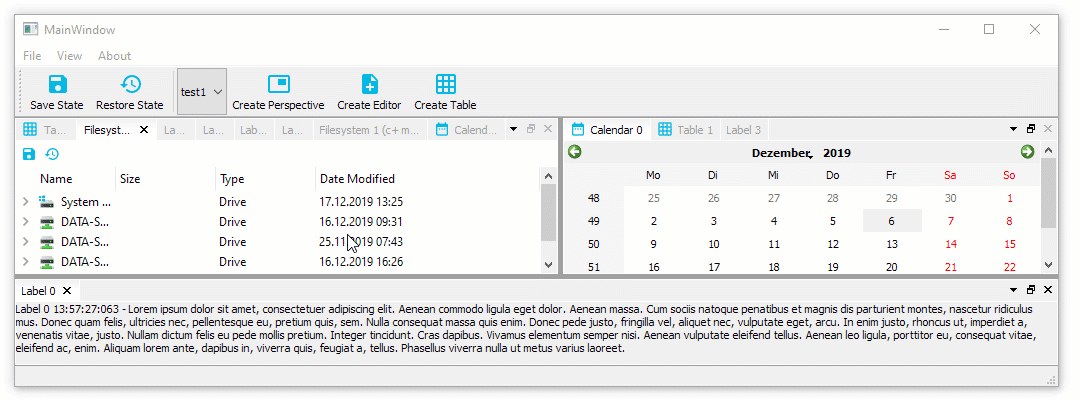 MainWindow
File View About
Save State Restore State test1 Create Perspective Create Editor Create Table
Ta... Filesyst... La... La... Lab... La... Filesystem 1 (c+ m... Calend...
Calendar 0 Table 1 Label 3
Name Size Type Date Modified
System ... Drive 17.12.2019 13:25
DATA-S... Drive 16.12.2019 09:31
DATA-S... Drive 25.11.2019 07:43
DATA-S... Drive 16.12.2019 16:26
Dezember, 2019
Mo Di Mi Do Fr Sa So
48 25 26 27 28 29 30 1
49 2 3 4 5 6 7 8
50 9 10 11 12 13 14 15
51 16 17 18 19 20 21 22
Label 0
Label 0 13:57:27:063 - Lorem ipsum dolor sit amet, consectetuer adipiscing elit. Aenean commodo ligula eget dolor. Aenean massa. Cum sociis natoque penatibus et magnis dis parturient montes, nascetur ridiculus
mus. Donec quam felis, ultricies nec, pellentesque eu, pretium quis, sem. Nulla consequat massa quis enim. Donec pede justo, fringilla vel, aliquet nec, vulputate eget, arcu. In enim justo, rhoncus ut, imperdiet a,
venenatis vitae, justo. Nullam dictum felis eu pede mollis pretium. Integer tincidunt. Cras dapibus. Vivamus elementum semper nisi. Aenean vulputate eleifend tellus. Aenean leo ligula, porttitor eu, consequat vitae,
eleifend ac, enim. Aliquam lorem ante, dapibus in, viverra quis, feugiat a, tellus. Phasellus viverra nulla ut metus varius laoreet.